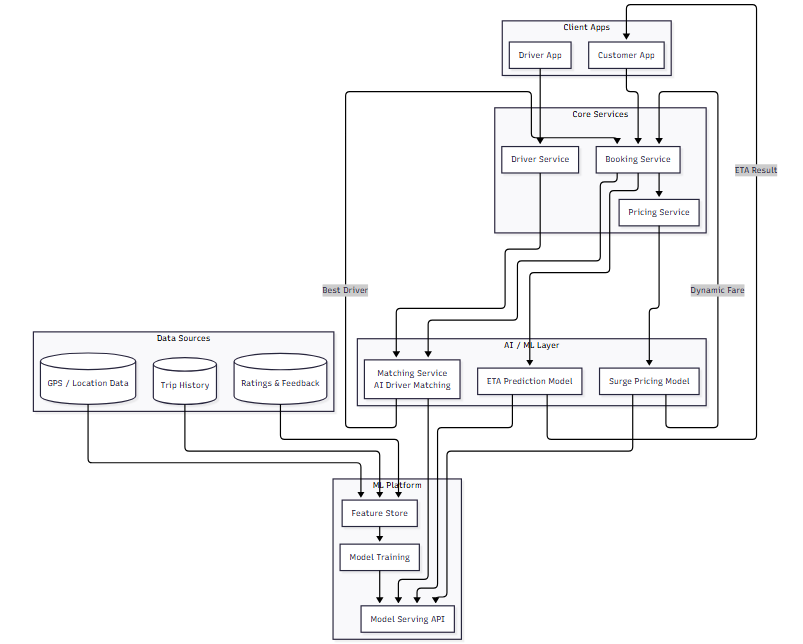 Client Apps
Driver App
Customer App
Core Services
Driver Service
Booking Service
ETA Result
Pricing Service
Best Driver
Dynamic Fare
Data Sources
AI / ML Layer
GPS / Location Data
Trip History
Ratings & Feedback
Matching Service
AI Driver Matching
ETA Prediction Model
Surge Pricing Model
ML Platform
Feature Store
Model Training
Model Serving API